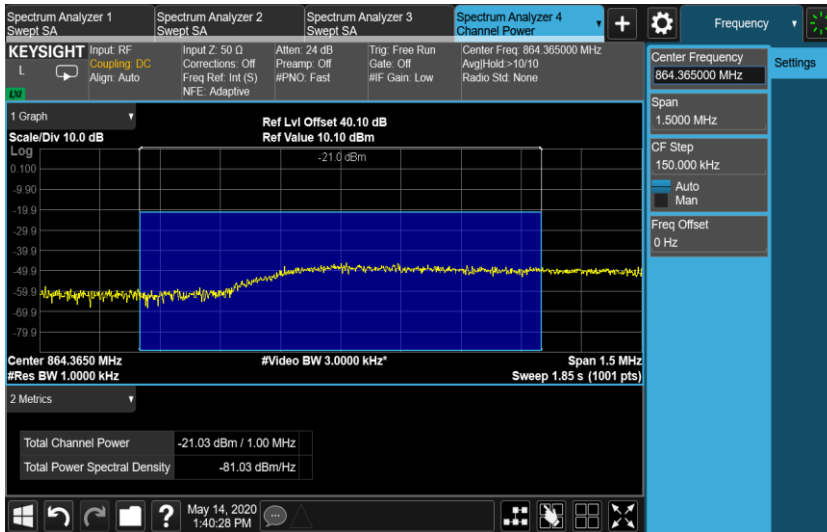 Spectrum Analyzer 1
Swept SA
Spectrum Analyzer 2
Swept SA
Spectrum Analyzer 3
Swept SA
Spectrum Analyzer 4
Channel Power
Frequency
KEYSIGHT
L
LXI
Input: RF
Coupling: DC
Align: Auto
Input Z: 50 Ω
Corrections: Off
Freq Ref: Int (S)
NFE: Adaptive
Atten: 24 dB
Preamp: Off
#PNO: Fast
Trig: Free Run
Gate: Off
#IF Gain: Low
Center Freq: 864.365000 MHz
Avg|Hold:>10/10
Radio Std: None
Center Frequency
864.365000 MHz
Settings
Span
1.5000 MHz
CF Step
150.000 kHz
Auto
Man
Freq Offset
0 Hz
1 Graph
Scale/Div 10.0 dB
Ref Lvl Offset 40.10 dB
Ref Value 10.10 dBm
Log
-21.0 dBm
0.100
-9.90
-19.9
-29.9
-39.9
-49.9
-59.9
-69.9
-79.9
Center 864.3650 MHz
#Video BW 3.0000 kHz*
Span 1.5 MHz
#Res BW 1.0000 kHz
Sweep 1.85 s (1001 pts)
2 Metrics
Total Channel Power -21.03 dBm / 1.00 MHz
Total Power Spectral Density -81.03 dBm/Hz
?
May 14, 2020
1:40:28 PM